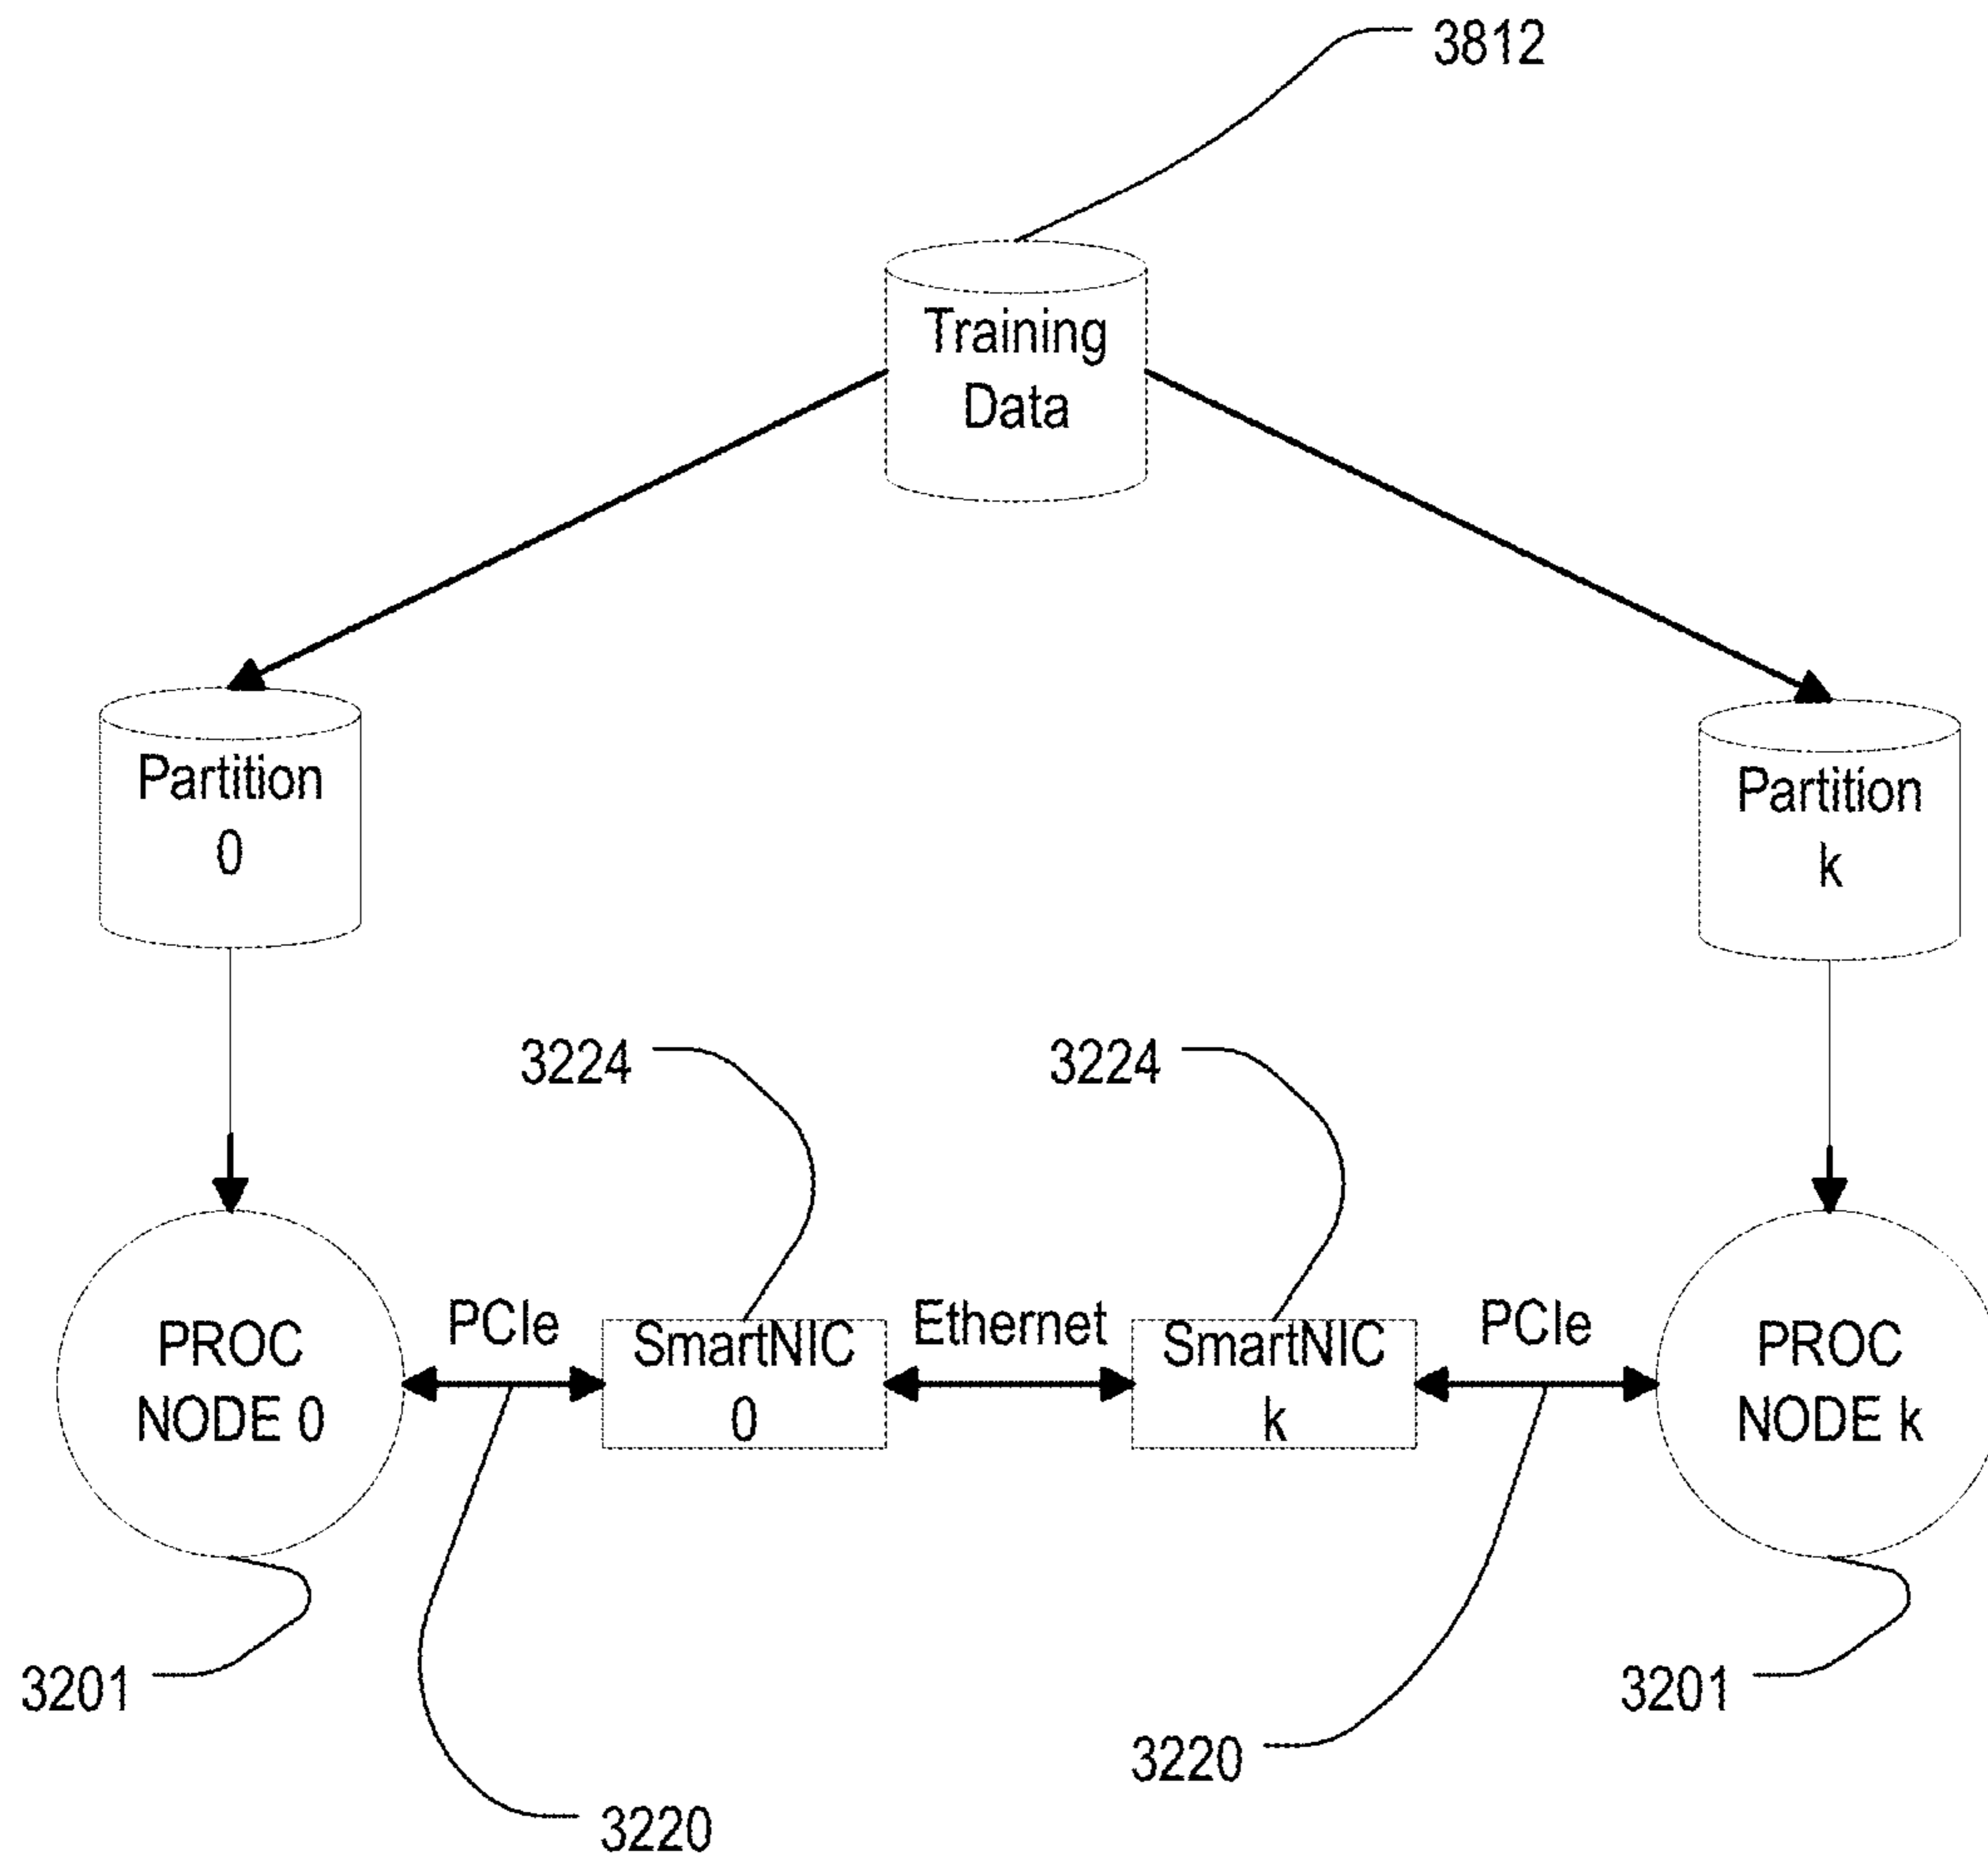 3812
Training
Data
Partition
0
Partition
k
3224
3224
PROC
NODE 0
PCIe
SmartNIC
0
Ethernet
SmartNIC
k
PCIe
PROC
NODE k
3201
3220
3220
3201